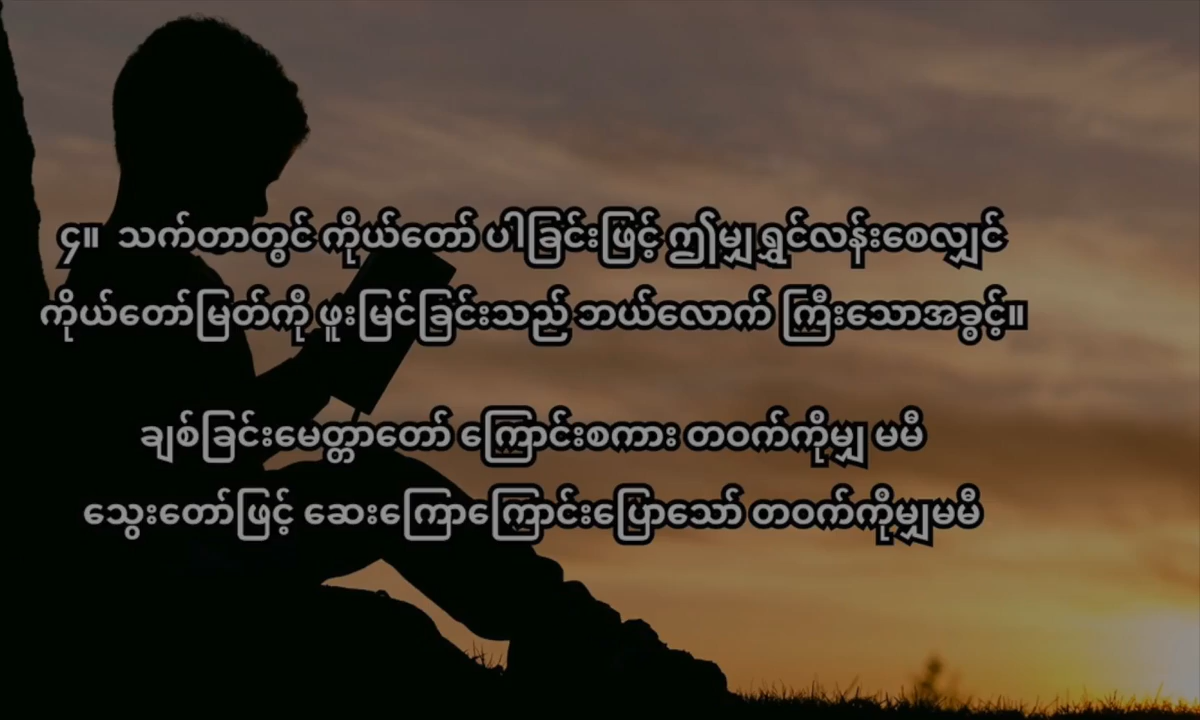 ၄။ သက်တာတွင် ကိုယ်တော် ပါခြင်းဖြင့် ဤမျှ ရွှင်လန်းစေလျှင်
ကိုယ်တော်မြတ်ကို ဖူးမြင်ခြင်းသည် ဘယ်လောက် ကြီးသောအခွင့်။
ချစ်ခြင်းမေတ္တာတော် ကြောင်းစကား တဝက်ကိုမျှ မမီ
သွေးတော်ဖြင့် ဆေးကြောကြောင်းပြောသော် တဝက်ကိုမျှမမီ